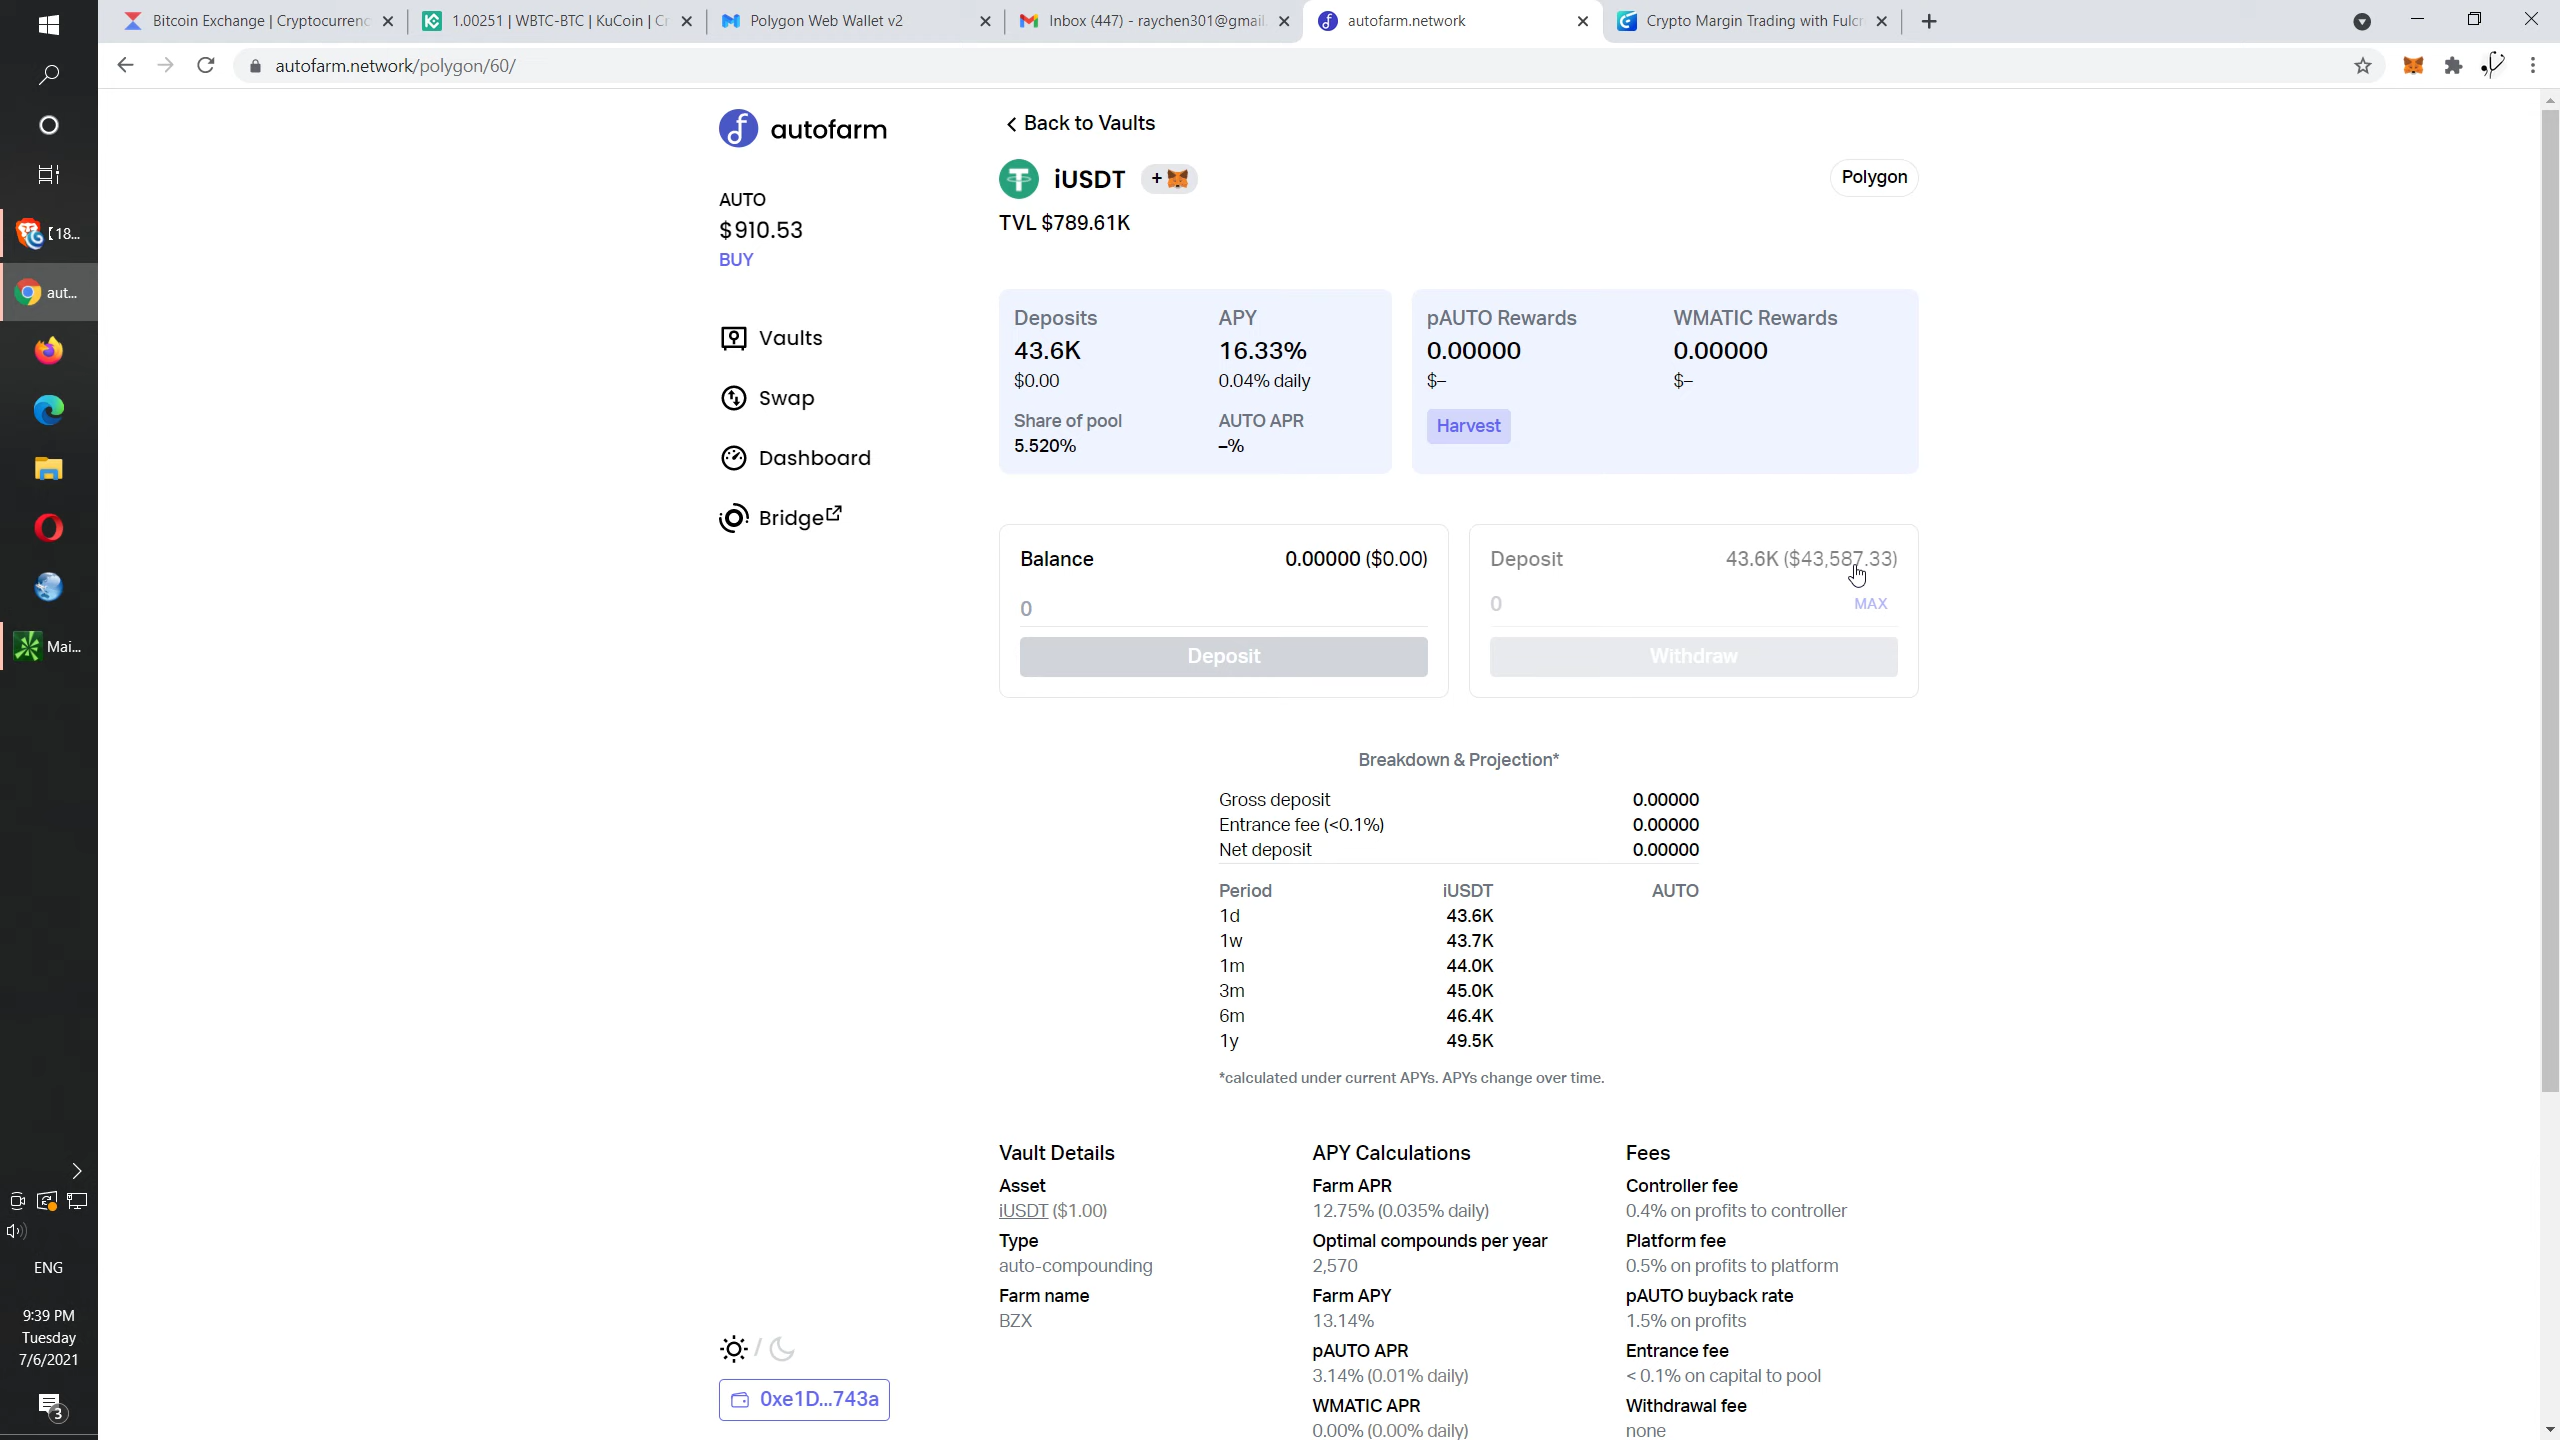 Bitcoin Exchange | Cryptocurrenc
1.00251 | WBTC-BTC | KuCoin | Cr
Polygon Web Wallet v2
Inbox (447) - raychen301@gmail.
autofarm.network
Crypto Margin Trading with Fulcr
autofarm.network/polygon/60/
【18...
aut...
Mai...
ENG
9:39 PM
Tuesday
7/6/2021
3
autofarm
AUTO
$910.53
BUY
Vaults
Swap
Dashboard
Bridge
0xe1D...743a
Back to Vaults
iUSDT +
Polygon
TVL $789.61K
Deposits APY
43.6K 16.33%
$0.00 0.04% daily
Share of pool AUTO APR
5.520% -%
pAUTO Rewards WMATIC Rewards
0.00000 0.00000
$- $-
Harvest
Balance 0.00000 ($0.00)
0
Deposit
Deposit 43.6K ($43,587.33)
0 MAX
Withdraw
Breakdown & Projection*
Gross deposit 0.00000
Entrance fee (<0.1%) 0.00000
Net deposit 0.00000
Period iUSDT AUTO
1d 43.6K
1w 43.7K
1m 44.0K
3m 45.0K
6m 46.4K
1y 49.5K
*calculated under current APYs. APYs change over time.
Vault Details
Asset
iUSDT ($1.00)
Type
auto-compounding
Farm name
BZX
APY Calculations
Farm APR
12.75% (0.035% daily)
Optimal compounds per year
2,570
Farm APY
13.14%
pAUTO APR
3.14% (0.01% daily)
WMATIC APR
0.00% (0.00% daily)
Fees
Controller fee
0.4% on profits to controller
Platform fee
0.5% on profits to platform
pAUTO buyback rate
1.5% on profits
Entrance fee
< 0.1% on capital to pool
Withdrawal fee
none